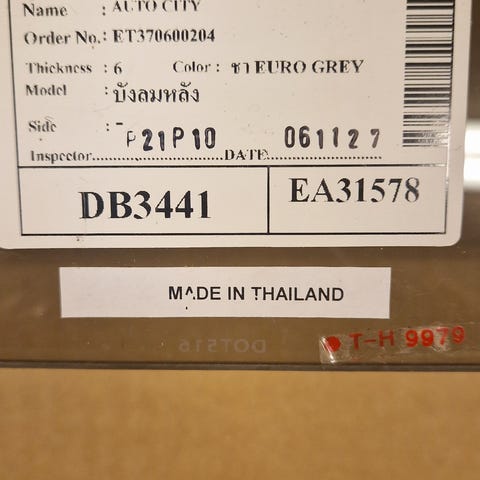 Name : AUTO CITY
Order No.: ET370600204
Thickness : 6 Color : ชา EURO GREY
Model : บังลมหลัง
Side : -
P21P10 061127
Inspector..............................DATE..............................
DB3441 EA31578
MADE IN THAILAND
T-H 9979
DOT516